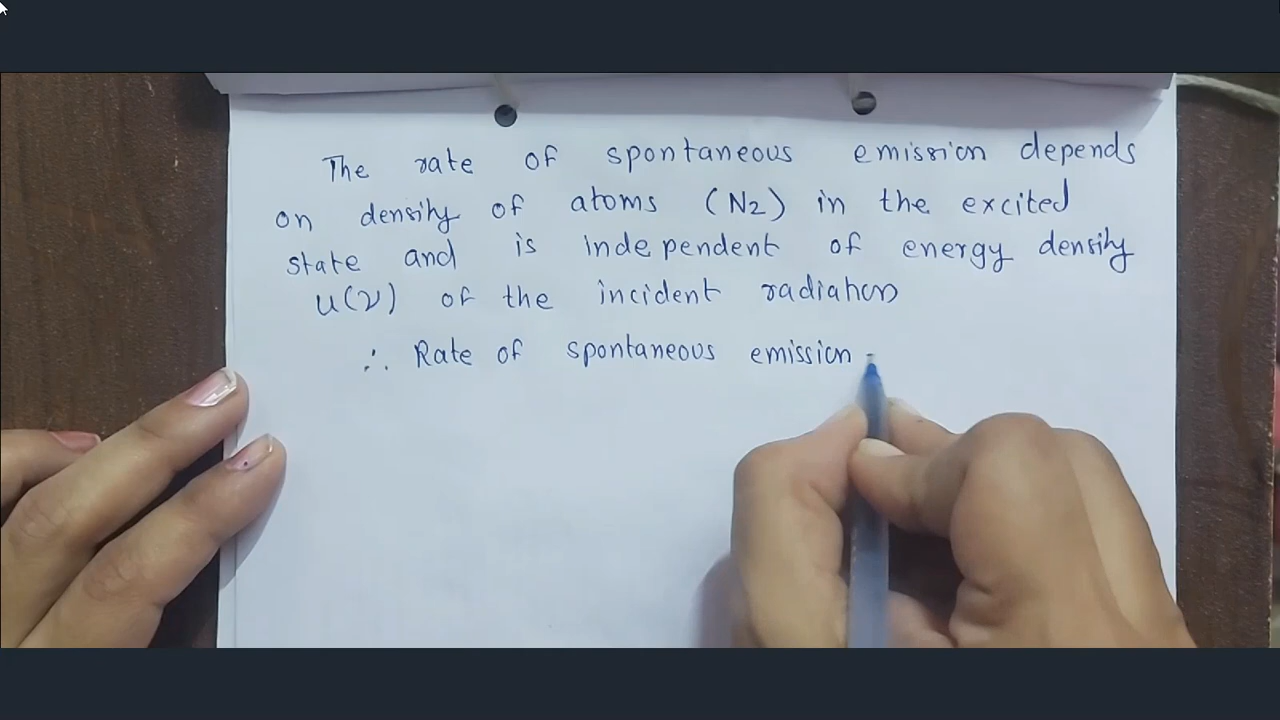 The rate of spontaneous emission depends
on density of atoms (N2) in the excited
state and is independent of energy density
u(ν) of the incident radiation
∴ Rate of spontaneous emission